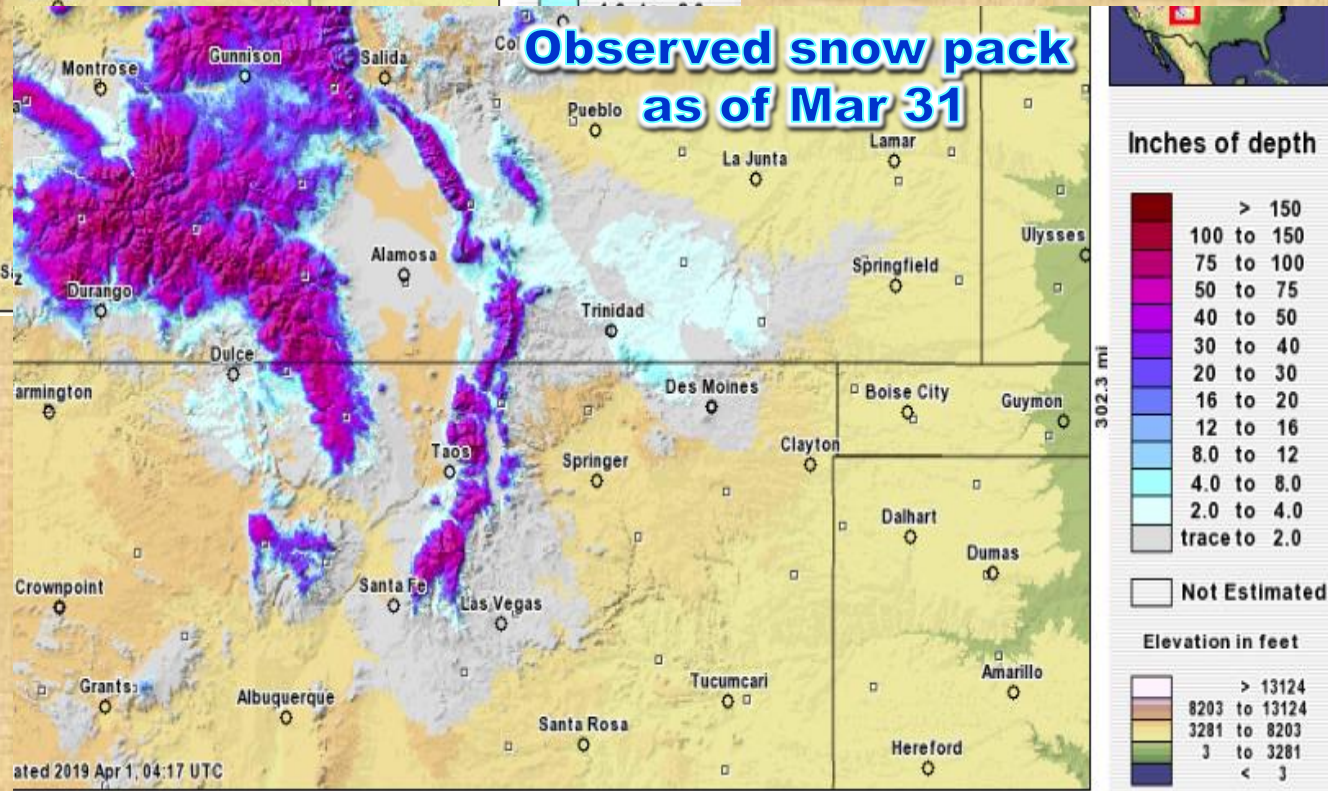 Observed snow pack
as of Mar 31
Gunnison
Salida
Co
Montrose
Pueblo
Lamar
La Junta
Ulysses
Alamosa
Springfield
Durango
Trinidad
Dulce
armington
Des Moines
Boise City
Guymon
Clayton
Taos
Springer
Dalhart
Dumas
Crownpoint
Santa Fe
Las Vegas
Grants
Albuquerque
Tucumcari
Amarillo
Santa Rosa
Hereford
ated 2019 Apr 1, 04:17 UTC
302.3 mi
Inches of depth
> 150
100 to 150
75 to 100
50 to 75
40 to 50
30 to 40
20 to 30
16 to 20
12 to 16
8.0 to 12
4.0 to 8.0
2.0 to 4.0
trace to 2.0
Not Estimated
Elevation in feet
> 13124
8203 to 13124
3281 to 8203
3 to 3281
< 3